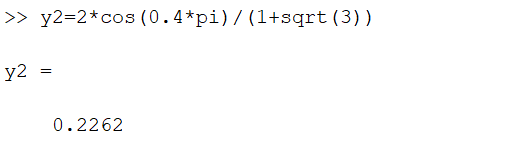 >> y2=2*cos(0.4*pi)/(1+sqrt(3))
y2 =
0.2262